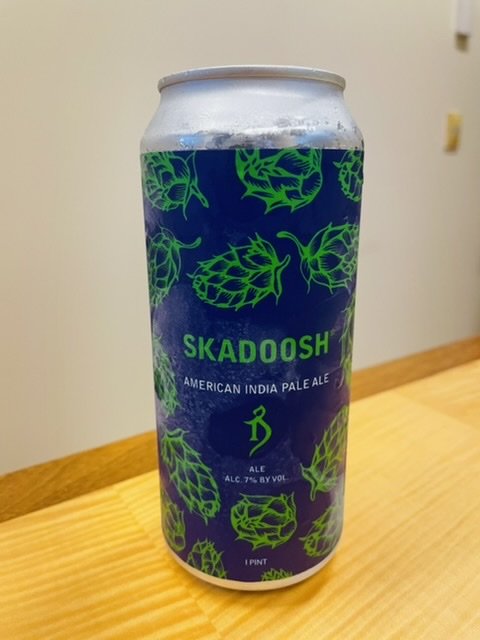 SKADOOSH®
AMERICAN INDIA PALE ALE
ALE
ALC. 7% BY VOL.
1 PINT